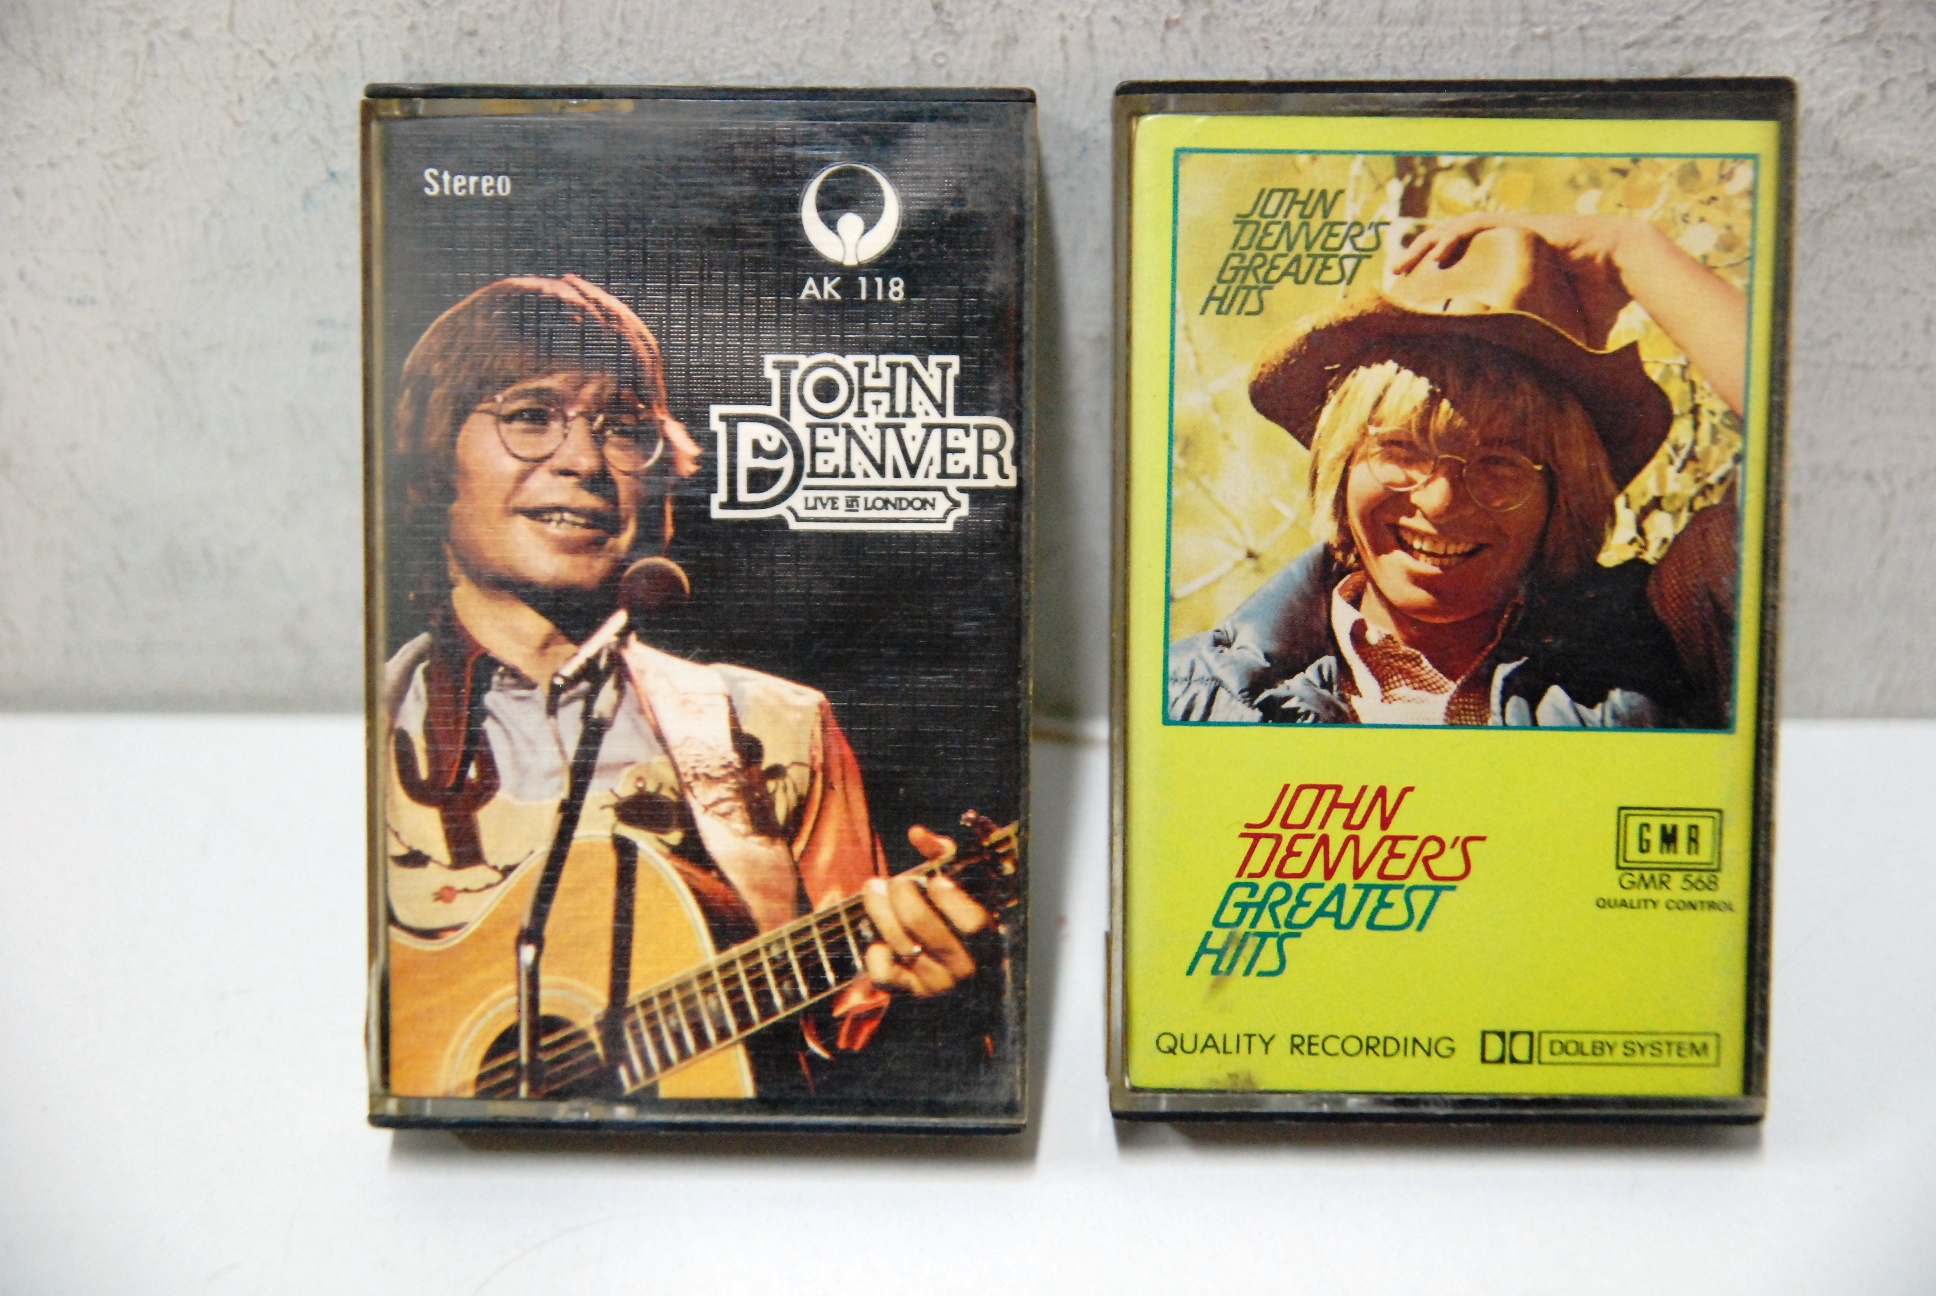 Stereo
AK 118
JOHN
DENVER
LIVE in LONDON
JOHN
DENVER'S
GREATEST
HITS
JOHN
DENVER'S
GREATEST
HITS
GMR
GMR 568
QUALITY CONTROL
QUALITY RECORDING DOLBY SYSTEM